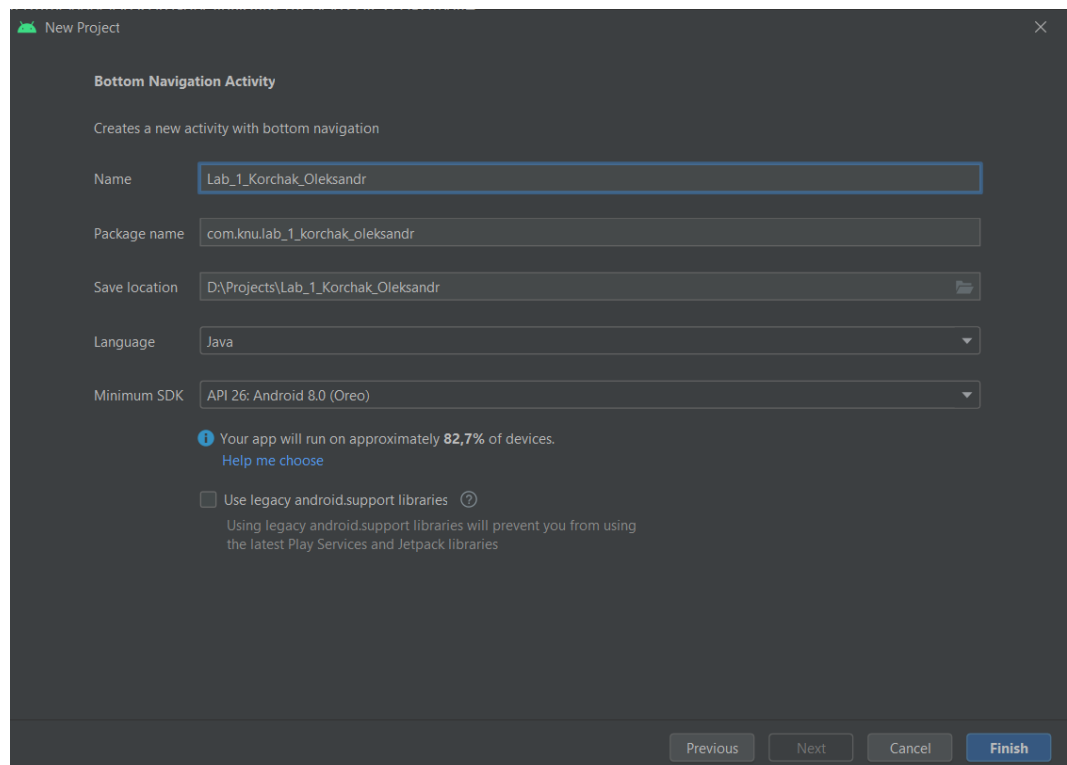 New Project
Bottom Navigation Activity
Creates a new activity with bottom navigation
Name Lab_1_Korchak_Oleksandr
Package name com.knu.lab_1_korchak_oleksandr
Save location D:\Projects\Lab_1_Korchak_Oleksandr
Language Java
Minimum SDK API 26: Android 8.0 (Oreo)
Your app will run on approximately 82,7% of devices.
Help me choose
Use legacy android.support libraries ?
Using legacy android.support libraries will prevent you from using
the latest Play Services and Jetpack libraries
Previous Next Cancel Finish